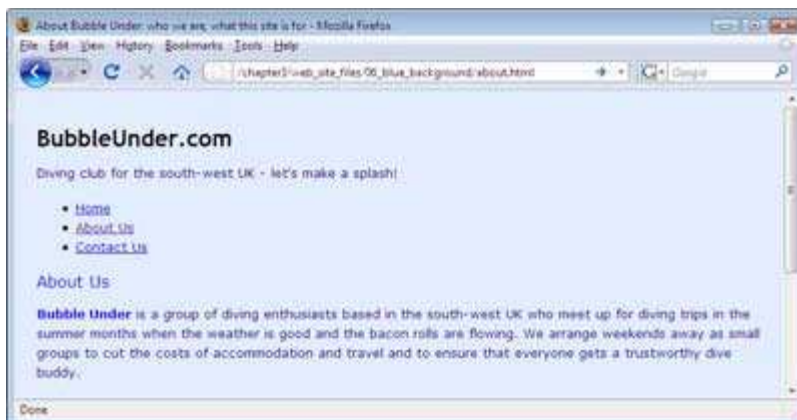 About Bubble Under: who we are, what this site is for - Mozilla Firefox
File Edit View History Bookmarks Tools Help
/chapter3/web_site_files/06_blue_background/about.html
Google
BubbleUnder.com
Diving club for the south-west UK - let's make a splash!
Home
About Us
Contact Us
About Us
Bubble Under is a group of diving enthusiasts based in the south-west UK who meet up for diving trips in the
summer months when the weather is good and the bacon rolls are flowing. We arrange weekends away as small
groups to cut the costs of accommodation and travel and to ensure that everyone gets a trustworthy dive
buddy.
Done